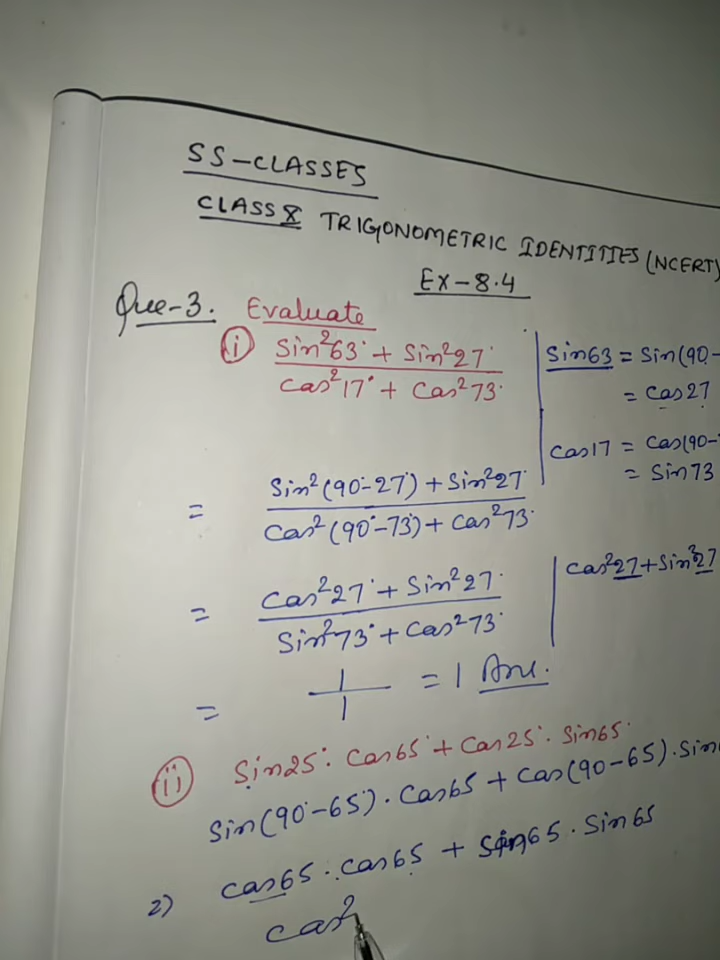 SS-CLASSES
CLASS X TRIGONOMETRIC IDENTITIES (NCERT)
EX-8.4
Que-3. Evaluate
(i) Sin²63° + Sin²27°
Cos²17° + Cos²73°
Sin63 = Sin(90-
= Cos27
Cos17 = Cos(90-
= Sin73
= Sin²(90°-27°) + Sin²27°
Cos²(90°-73°) + Cos²73°
= Cos²27° + Sin²27°
Sin²73° + Cos²73°
Cos²27 + Sin²27
= 1
1
= 1 Ans.
(ii) Sin25°. Cos65° + Cos25°. Sin65°
Sin(90°-65). Cos65 + Cos(90-65). Sin
2) Cos65. Cos65 + Sin65. Sin65
Cos²